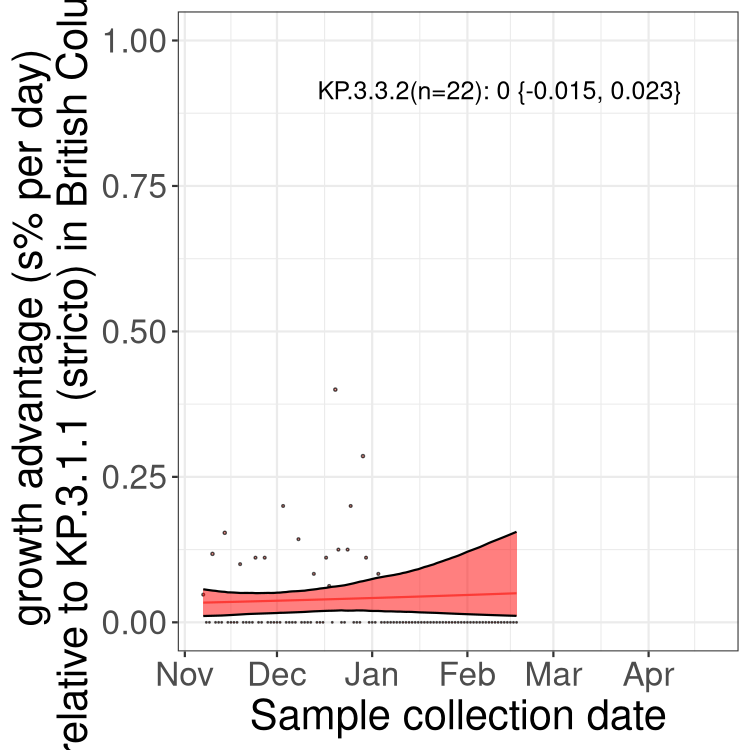 growth advantage (s% per day)
relative to KP.3.1.1 (stricto) in British Colu
1.00
0.75
0.50
0.25
0.00
KP.3.3.2(n=22): 0 {-0.015, 0.023}
Nov Dec Jan Feb Mar Apr
Sample collection date